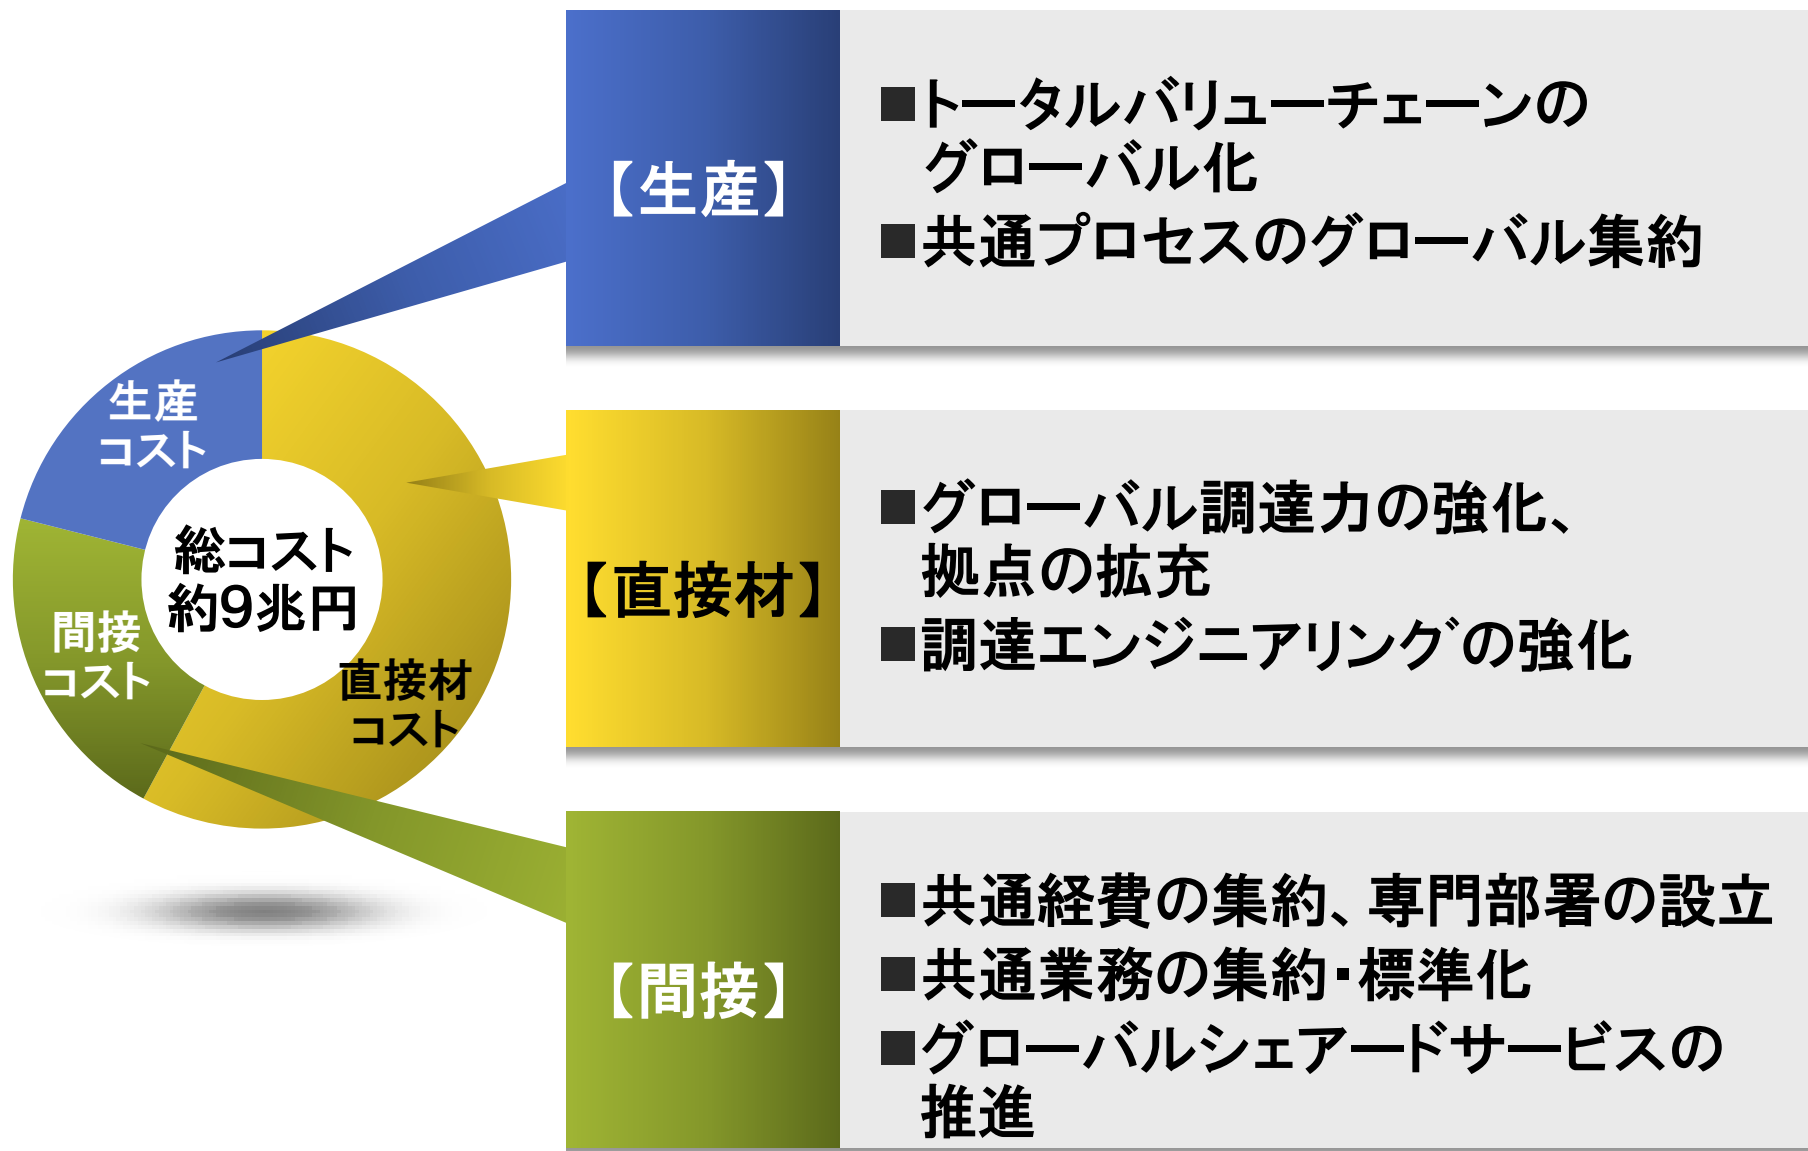 生産
コスト
間接
コスト
総コスト
約9兆円
直接材
コスト
【生産】
■トータルバリューチェーンの
グローバル化
■共通プロセスのグローバル集約
【直接材】
■グローバル調達力の強化、
拠点の拡充
■調達エンジニアリングの強化
【間接】
■共通経費の集約、専門部署の設立
■共通業務の集約・標準化
■グローバルシェアードサービスの
推進